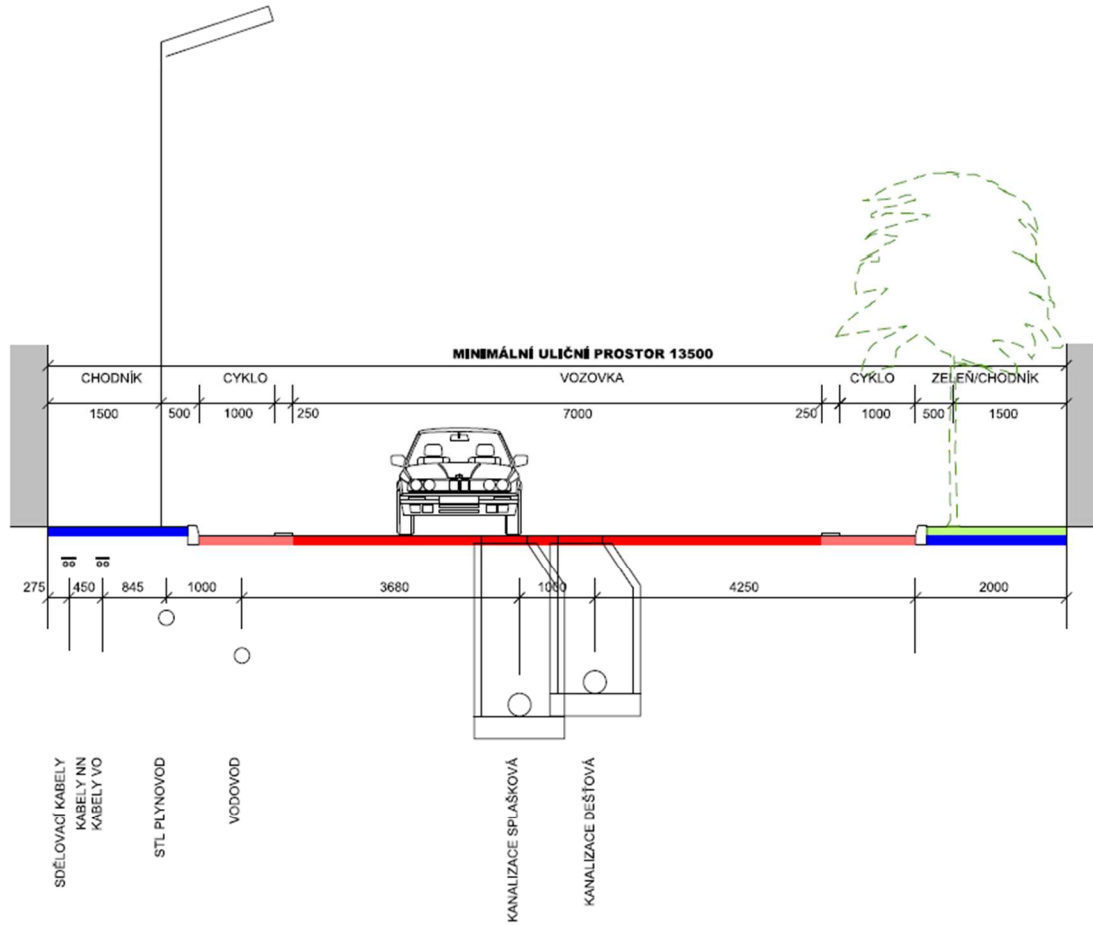 MINIMÁLNÍ ULIČNÍ PROSTOR 13500
CHODNÍK CYKLO VOZOVKA CYKLO ZELEŇ/CHODNÍK
1500 500 1000 250 7000 250 1000 500 1500
275 450 845 1000 3680 1000 4250 2000
SDĚLOVACÍ KABELY
KABELY NN
KABELY VO
STL PLYNOVOD
VODOVOD
KANALIZACE SPLAŠKOVÁ
KANALIZACE DEŠŤOVÁ